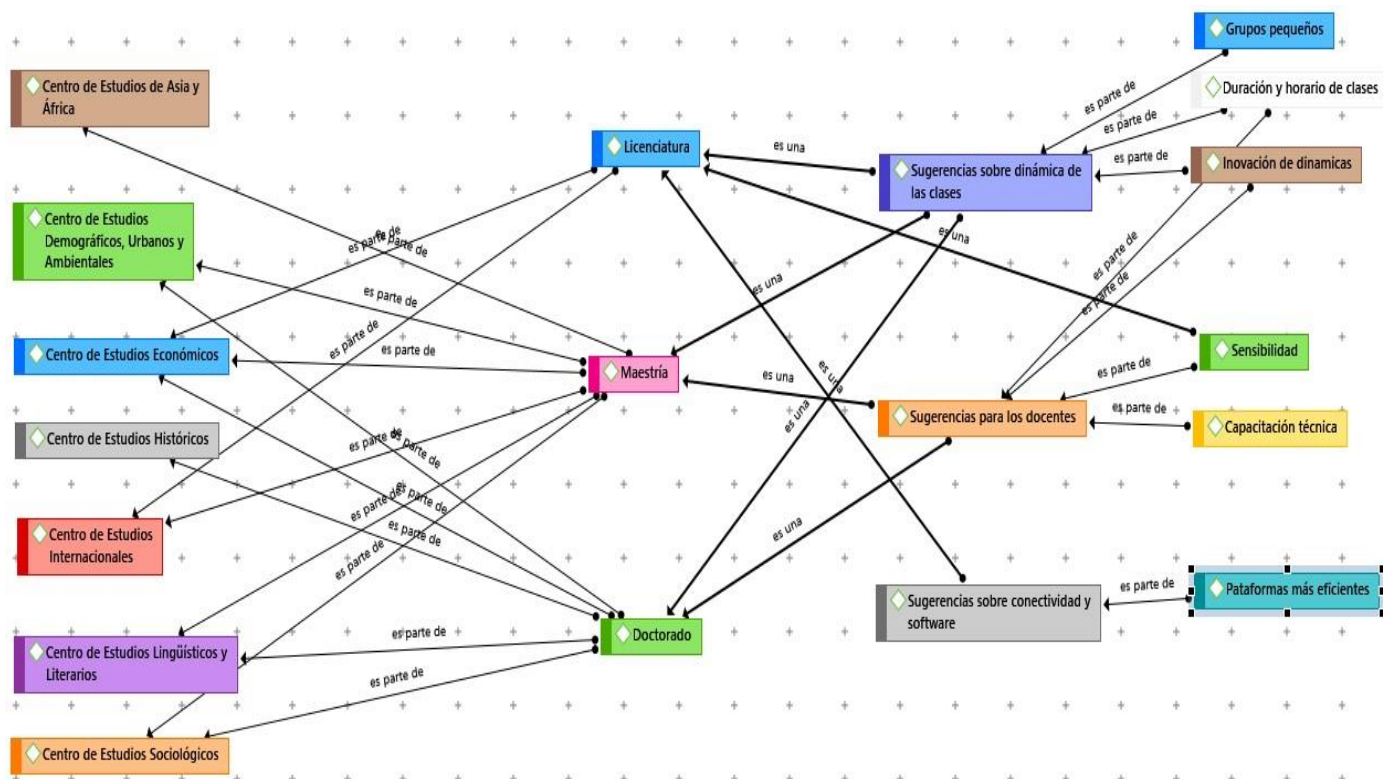 Grupos pequeños
Centro de Estudios de Asia y
África
Duración y horario de clases
es parte de
es parte de
Licenciatura
es una
Sugerencias sobre dinámica de
las clases
es parte de
Inovación de dinamicas
Centro de Estudios
Demográficos, Urbanos y
Ambientales
es parte de
es parte de
es una
es parte de
es parte de
es una
es parte de
es parte de
Centro de Estudios Económicos
es parte de
Maestría
Sensibilidad
es una
es una
es parte de
Centro de Estudios Históricos
es parte de
es parte de
es una
Sugerencias para los docentes
es parte de
Capacitación técnica
es parte de
es parte de
es parte de
es parte de
es una
Centro de Estudios
Internacionales
Sugerencias sobre conectividad y
software
es parte de
Pataformas más eficientes
Centro de Estudios Lingüísticos y
Literarios
es parte de
Doctorado
es parte de
Centro de Estudios Sociológicos